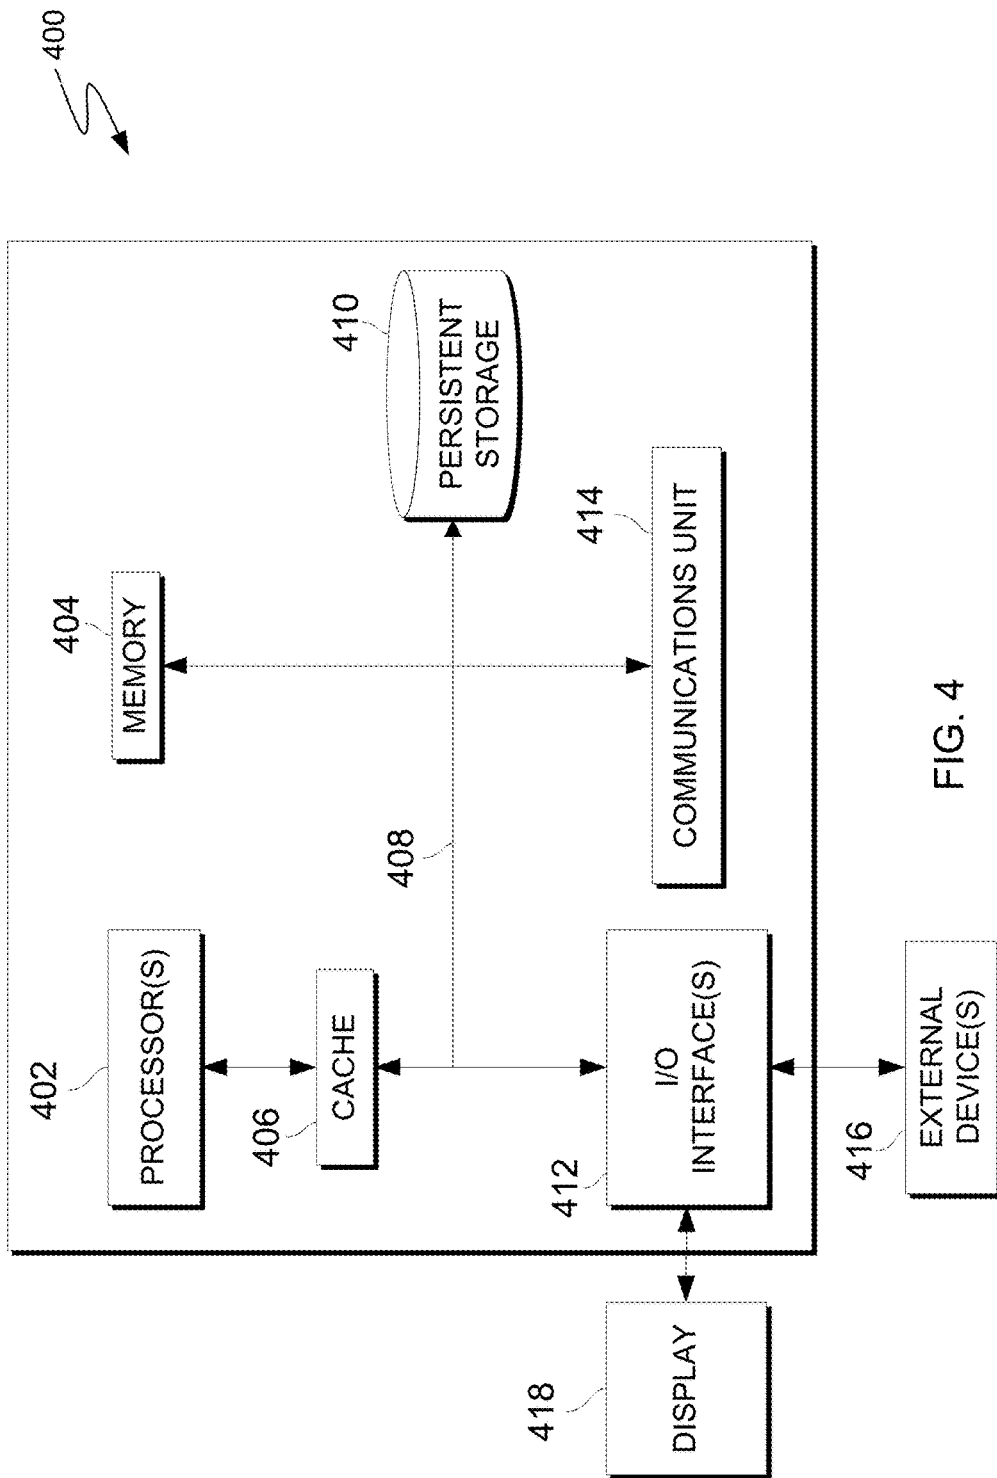 400
402
PROCESSOR(S)
404
MEMORY
406
CACHE
408
410
PERSISTENT
STORAGE
412
I/O
INTERFACE(S)
414
COMMUNICATIONS UNIT
418
DISPLAY
416
EXTERNAL
DEVICE(S)
FIG. 4